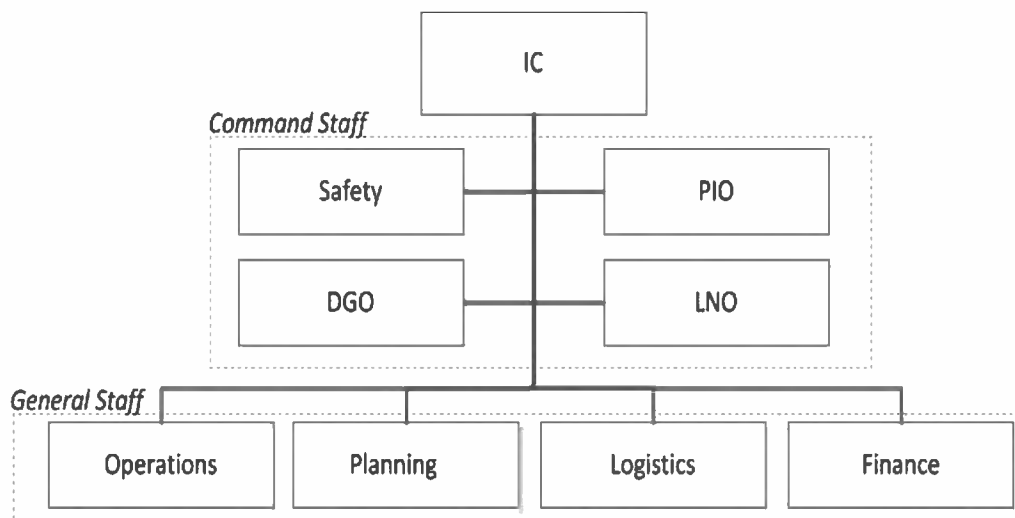 IC
Command Staff
Safety
PIO
DGO
LNO
General Staff
Operations
Planning
Logistics
Finance